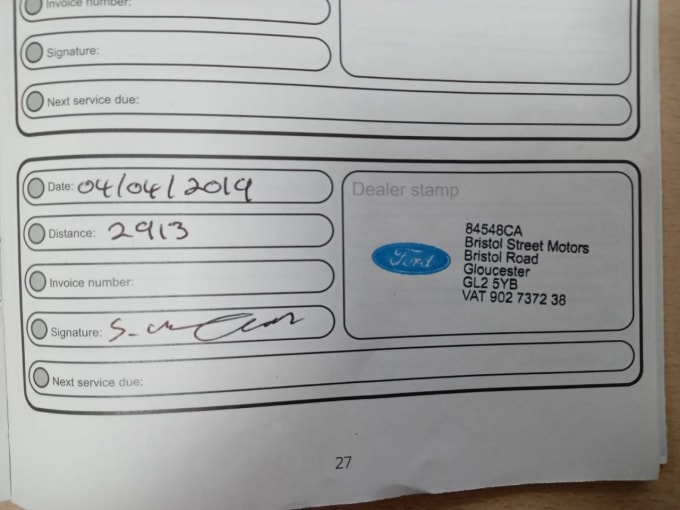 Invoice number:
Signature:
Next service due:
Date: 04/04/2019
Distance: 2913
Invoice number:
Signature:
Next service due:
Dealer stamp
Ford
84548CA
Bristol Street Motors
Bristol Road
Gloucester
GL2 5YB
VAT 902 7372 38
27